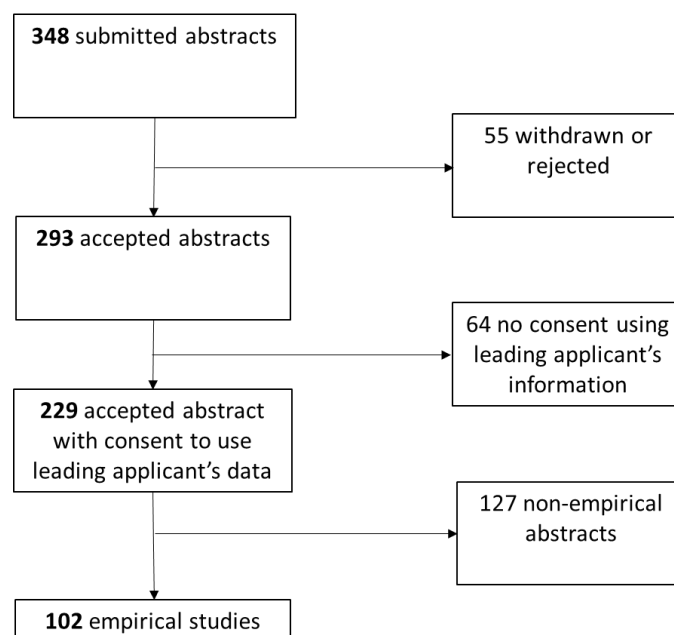 348 submitted abstracts
55 withdrawn or
rejected
293 accepted abstracts
64 no consent using
leading applicant's
information
229 accepted abstract
with consent to use
leading applicant's data
127 non-empirical
abstracts
102 empirical studies